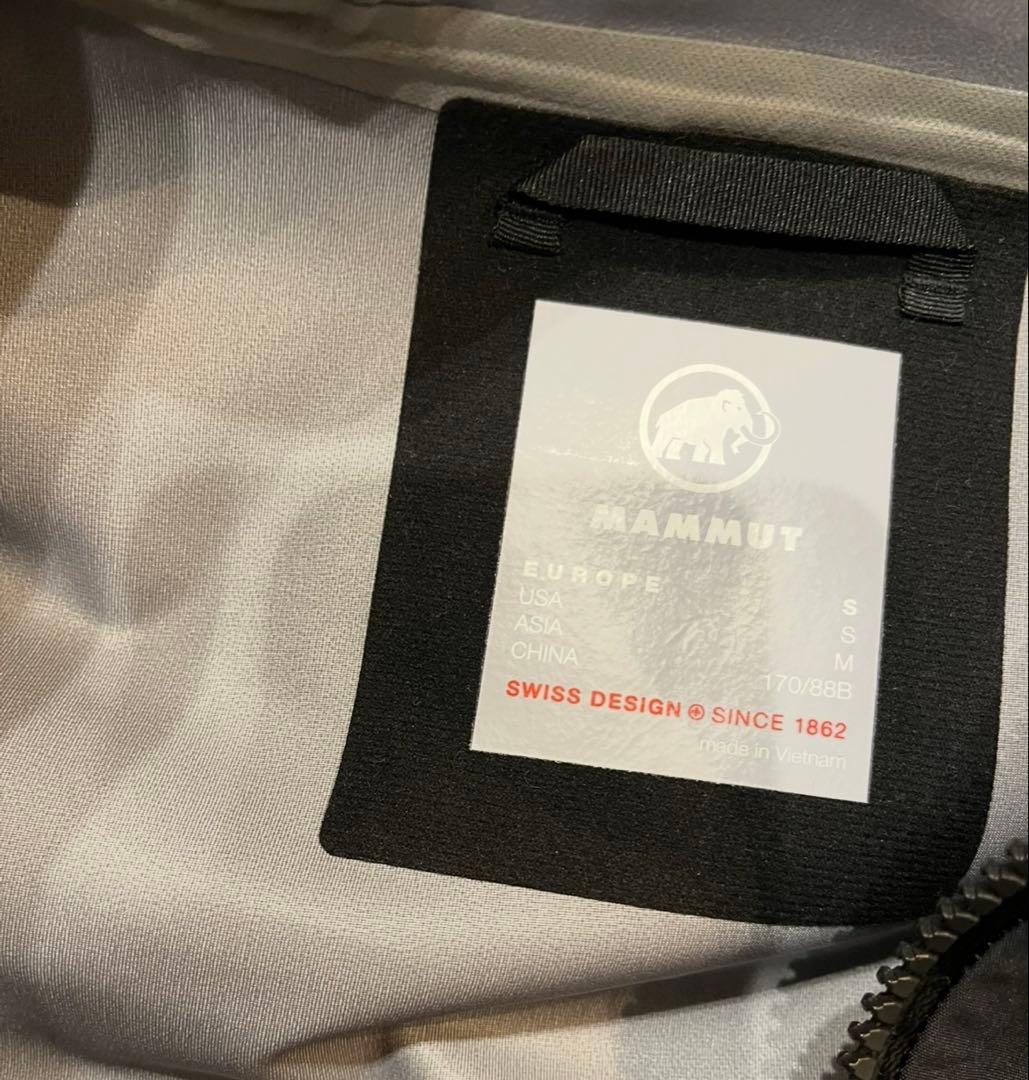 MAMMUT
EUROPE S
USA S
ASIA M
CHINA 170/88B
SWISS DESIGN SINCE 1862
made in Vietnam